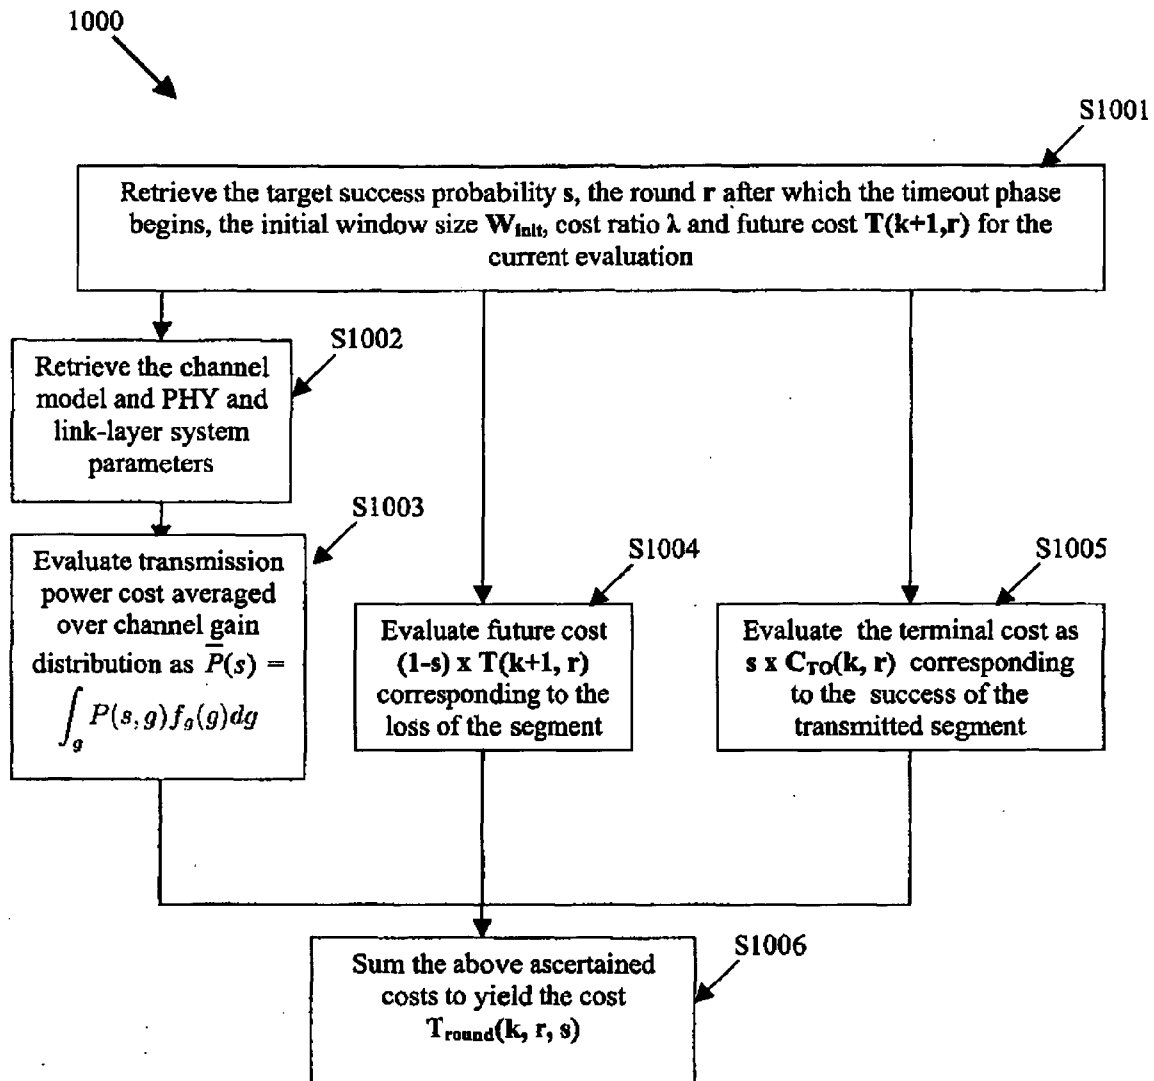 1000
S1001
Retrieve the target success probability s, the round r after which the timeout phase
begins, the initial window size W_init, cost ratio λ and future cost T(k+1,r) for the
current evaluation
S1002
Retrieve the channel
model and PHY and
link-layer system
parameters
S1003
Evaluate transmission
power cost averaged
over channel gain
distribution as P̅(s) =
∫_g P(s,g)f_g(g)dg
S1004
Evaluate future cost
(1-s) x T(k+1, r)
corresponding to the
loss of the segment
S1005
Evaluate the terminal cost as
s x C_TO(k, r) corresponding
to the success of the
transmitted segment
S1006
Sum the above ascertained
costs to yield the cost
T_round(k, r, s)